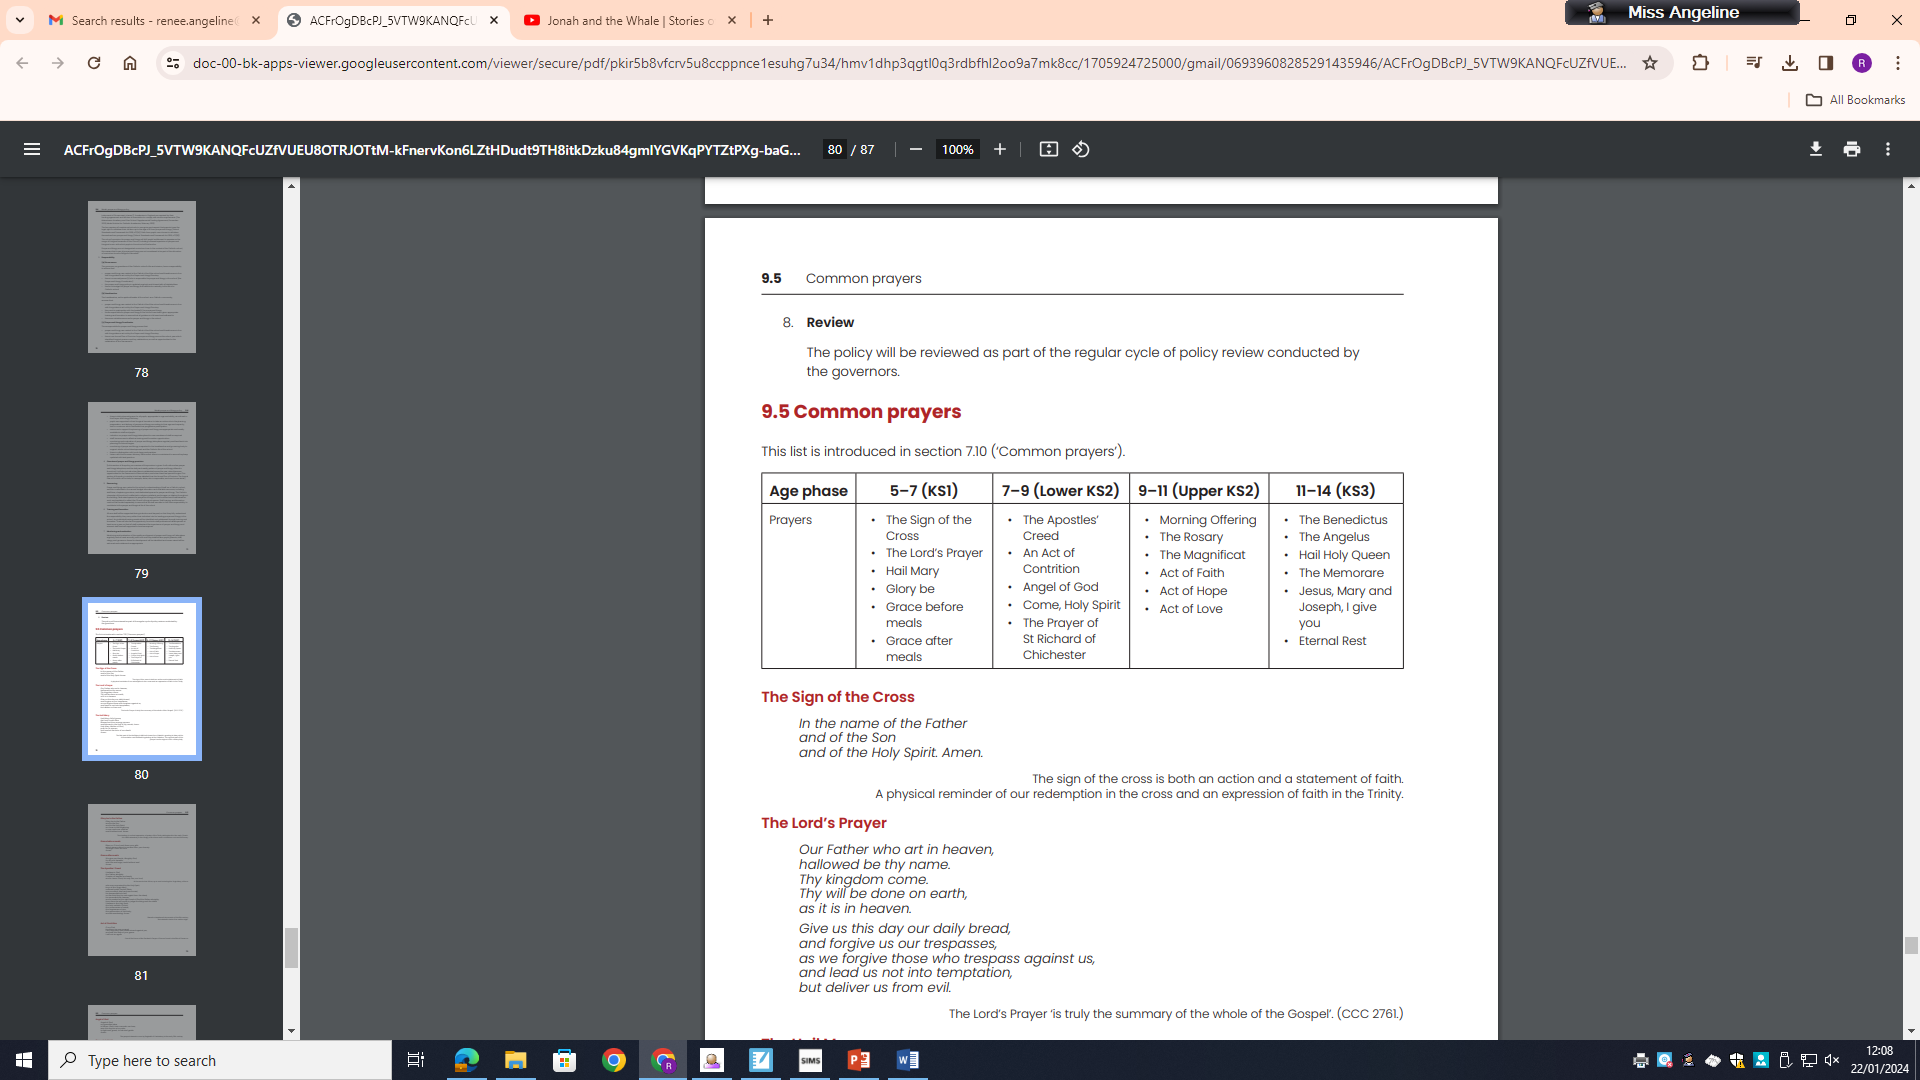 Search results - renee.angeline
ACFrOgDBcPJ_5VTW9KANQFcU
Jonah and the Whale | Stories
Miss Angeline
doc-00-bk-apps-viewer.googleusercontent.com/viewer/secure/pdf/pkir5b8vfcrv5u8ccppnce1esuhg7u34/hmv1dhp3qgtl0q3rdbfhl2oo9a7mk8cc/1705924725000/gmail/06939608285291435946/ACFrOgDBcPJ_5VTW9KANQFcUZfVUE...
R
All Bookmarks
ACFrOgDBcPJ_5VTW9KANQFcUZfVUEU8OTRJOTtM-kFnervKon6LZtHDudt9TH8itkDzku84gmlYGVKqPYTZtPXg-baG...
80 / 87
100%
78
79
80
81
9.5 Common prayers
8. Review
The policy will be reviewed as part of the regular cycle of policy review conducted by
the governors.
9.5 Common prayers
This list is introduced in section 7.10 (‘Common prayers’).
Age phase 5–7 (KS1) 7–9 (Lower KS2) 9–11 (Upper KS2) 11–14 (KS3)
Prayers
• The Sign of the
Cross
• The Lord’s Prayer
• Hail Mary
• Glory be
• Grace before
meals
• Grace after
meals
• The Apostles’
Creed
• An Act of
Contrition
• Angel of God
• Come, Holy Spirit
• The Prayer of
St Richard of
Chichester
• Morning Offering
• The Rosary
• The Magnificat
• Act of Faith
• Act of Hope
• Act of Love
• The Benedictus
• The Angelus
• Hail Holy Queen
• The Memorare
• Jesus, Mary and
Joseph, I give
you
• Eternal Rest
The Sign of the Cross
In the name of the Father
and of the Son
and of the Holy Spirit. Amen.
The sign of the cross is both an action and a statement of faith.
A physical reminder of our redemption in the cross and an expression of faith in the Trinity.
The Lord’s Prayer
Our Father who art in heaven,
hallowed be thy name.
Thy kingdom come.
Thy will be done on earth,
as it is in heaven.
Give us this day our daily bread,
and forgive us our trespasses,
as we forgive those who trespass against us,
and lead us not into temptation,
but deliver us from evil.
The Lord’s Prayer ‘is truly the summary of the whole of the Gospel’. (CCC 2761.)
Type here to search
R
SIMS
12:08
22/01/2024